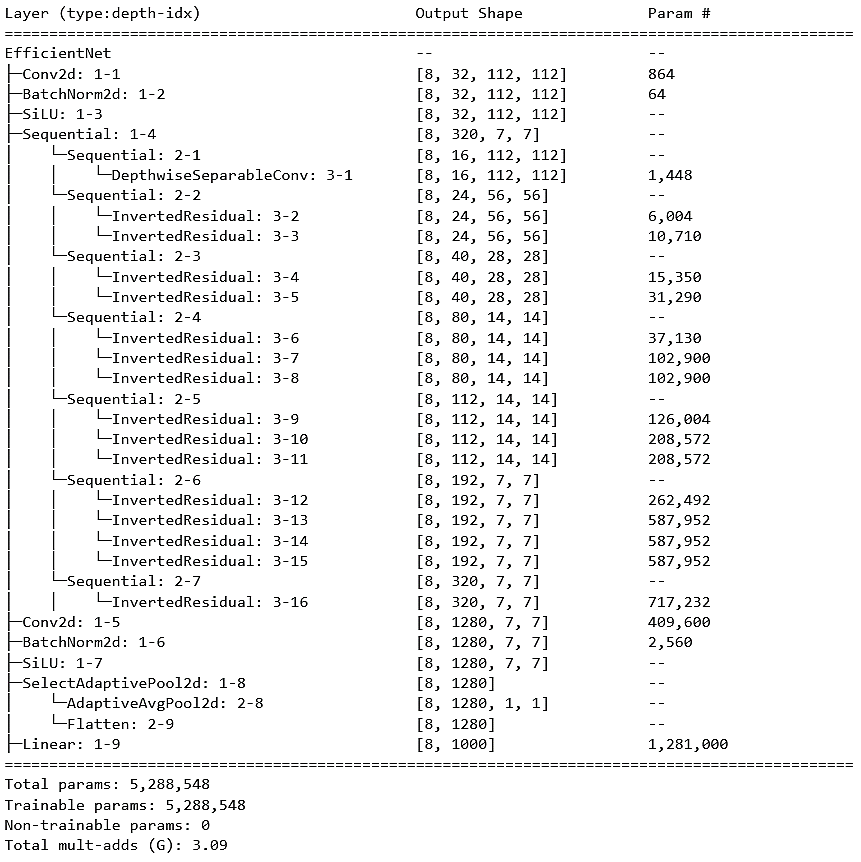 Layer (type:depth-idx)                        Output Shape              Param #
===============================================================================================
EfficientNet                                  --                        --
├─Conv2d: 1-1                                 [8, 32, 112, 112]         864
├─BatchNorm2d: 1-2                            [8, 32, 112, 112]         64
├─SiLU: 1-3                                   [8, 32, 112, 112]         --
├─Sequential: 1-4                             [8, 320, 7, 7]            --
│    └─Sequential: 2-1                        [8, 16, 112, 112]         --
│    │    └─DepthwiseSeparableConv: 3-1       [8, 16, 112, 112]         1,448
│    └─Sequential: 2-2                        [8, 24, 56, 56]           --
│    │    └─InvertedResidual: 3-2             [8, 24, 56, 56]           6,004
│    │    └─InvertedResidual: 3-3             [8, 24, 56, 56]           10,710
│    └─Sequential: 2-3                        [8, 40, 28, 28]           --
│    │    └─InvertedResidual: 3-4             [8, 40, 28, 28]           15,350
│    │    └─InvertedResidual: 3-5             [8, 40, 28, 28]           31,290
│    └─Sequential: 2-4                        [8, 80, 14, 14]           --
│    │    └─InvertedResidual: 3-6             [8, 80, 14, 14]           37,130
│    │    └─InvertedResidual: 3-7             [8, 80, 14, 14]           102,900
│    │    └─InvertedResidual: 3-8             [8, 80, 14, 14]           102,900
│    └─Sequential: 2-5                        [8, 112, 14, 14]          --
│    │    └─InvertedResidual: 3-9             [8, 112, 14, 14]          126,004
│    │    └─InvertedResidual: 3-10            [8, 112, 14, 14]          208,572
│    │    └─InvertedResidual: 3-11            [8, 112, 14, 14]          208,572
│    └─Sequential: 2-6                        [8, 192, 7, 7]            --
│    │    └─InvertedResidual: 3-12            [8, 192, 7, 7]            262,492
│    │    └─InvertedResidual: 3-13            [8, 192, 7, 7]            587,952
│    │    └─InvertedResidual: 3-14            [8, 192, 7, 7]            587,952
│    │    └─InvertedResidual: 3-15            [8, 192, 7, 7]            587,952
│    └─Sequential: 2-7                        [8, 320, 7, 7]            --
│    │    └─InvertedResidual: 3-16            [8, 320, 7, 7]            717,232
├─Conv2d: 1-5                                 [8, 1280, 7, 7]           409,600
├─BatchNorm2d: 1-6                            [8, 1280, 7, 7]           2,560
├─SiLU: 1-7                                   [8, 1280, 7, 7]           --
├─SelectAdaptivePool2d: 1-8                   [8, 1280]                 --
│    └─AdaptiveAvgPool2d: 2-8                 [8, 1280, 1, 1]           --
│    └─Flatten: 2-9                           [8, 1280]                 --
├─Linear: 1-9                                 [8, 1000]                 1,281,000
===============================================================================================
Total params: 5,288,548
Trainable params: 5,288,548
Non-trainable params: 0
Total mult-adds (G): 3.09